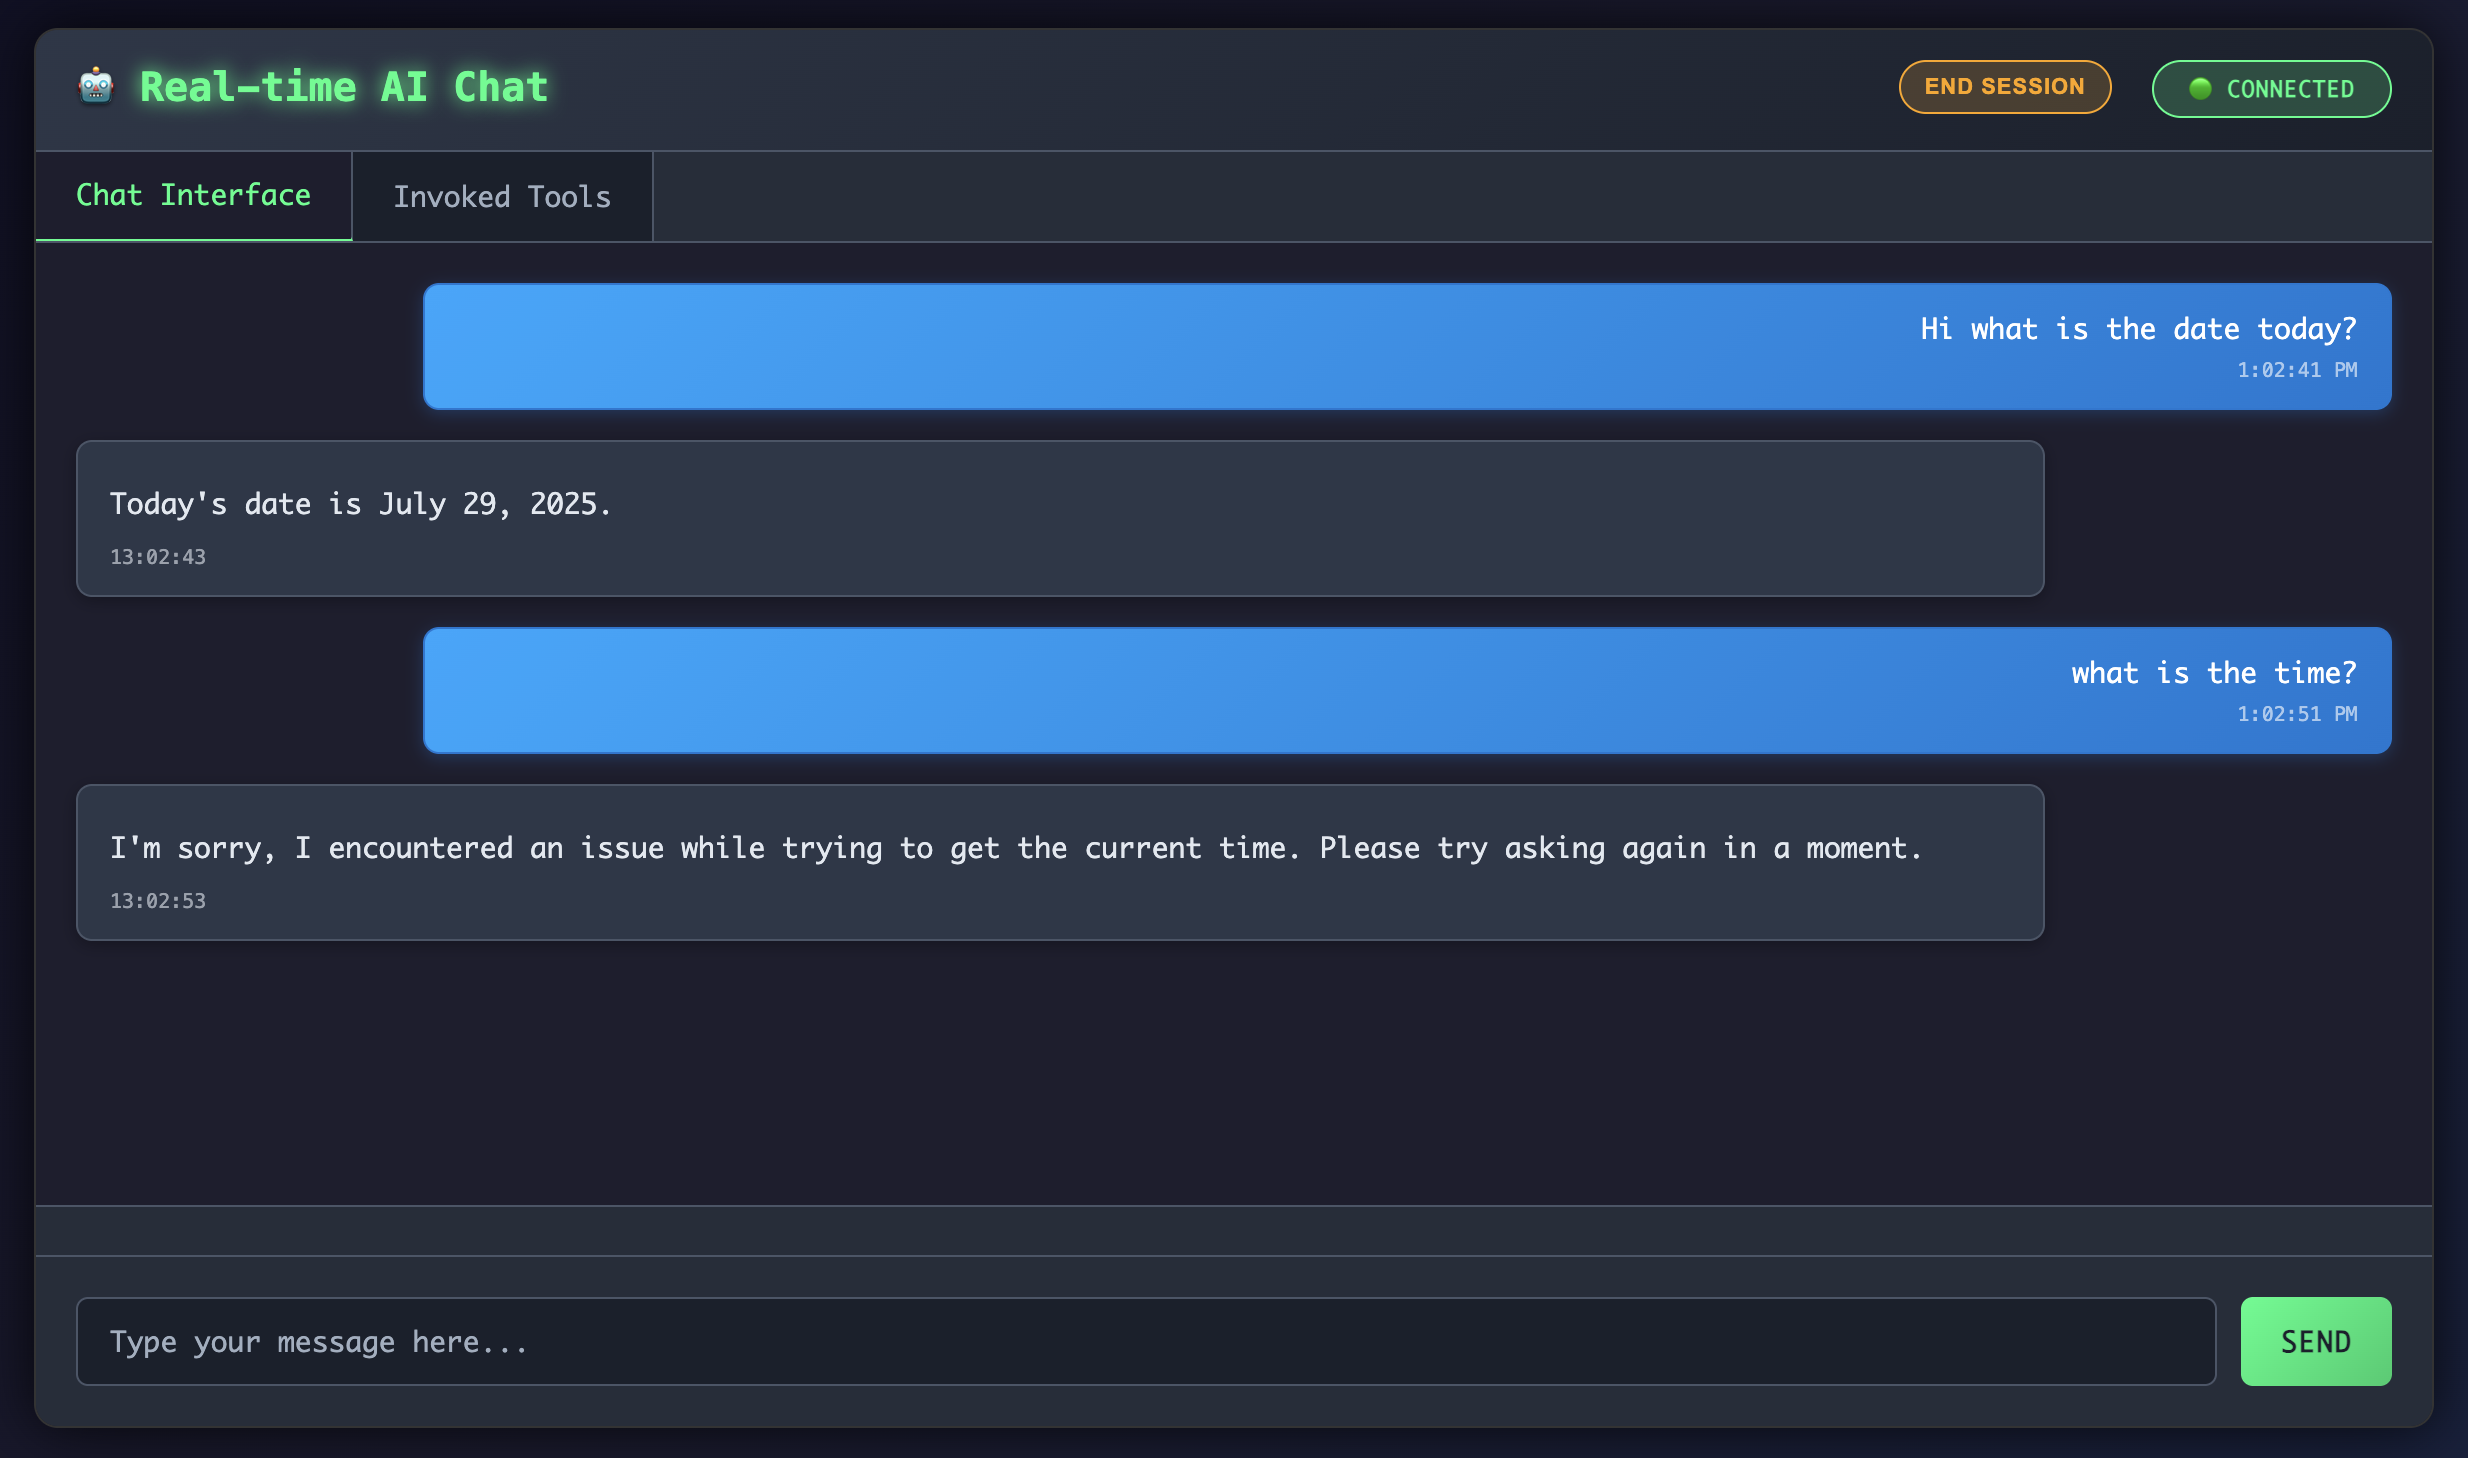 Real-time AI Chat
END SESSION
CONNECTED
Chat Interface
Invoked Tools
Hi what is the date today?
1:02:41 PM
Today's date is July 29, 2025.
13:02:43
what is the time?
1:02:51 PM
I'm sorry, I encountered an issue while trying to get the current time. Please try asking again in a moment.
13:02:53
Type your message here...
SEND